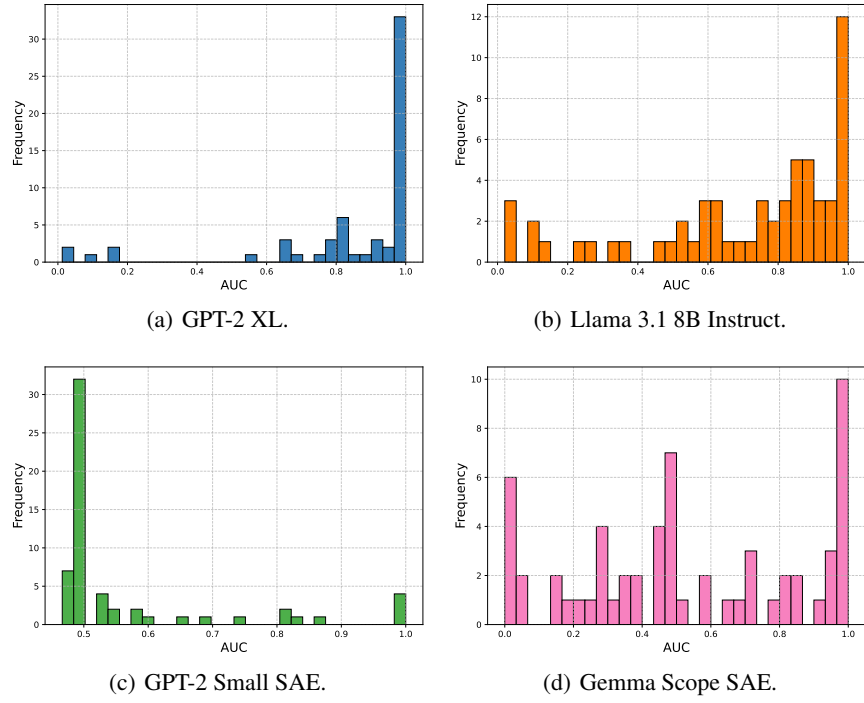 30
25
20
15
10
5
0
Frequency
0.0 0.2 0.4 0.6 0.8 1.0
AUC
(a) GPT-2 XL.
12
10
8
6
4
2
0
Frequency
0.0 0.2 0.4 0.6 0.8 1.0
AUC
(b) Llama 3.1 8B Instruct.
30
25
20
15
10
5
0
Frequency
0.5 0.6 0.7 0.8 0.9 1.0
AUC
(c) GPT-2 Small SAE.
10
8
6
4
2
0
Frequency
0.0 0.2 0.4 0.6 0.8 1.0
AUC
(d) Gemma Scope SAE.